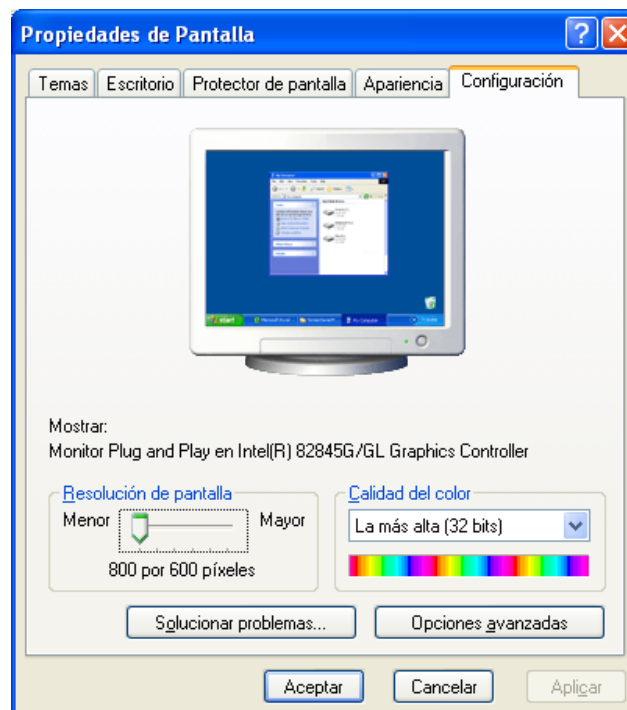 Propiedades de Pantalla
Temas Escritorio Protector de pantalla Apariencia Configuración
Mostrar:
Monitor Plug and Play en Intel(R) 82845G/GL Graphics Controller
Resolución de pantalla
Menor Mayor
800 por 600 píxeles
Calidad del color
La más alta (32 bits)
Solucionar problemas... Opciones avanzadas
Aceptar Cancelar Aplicar